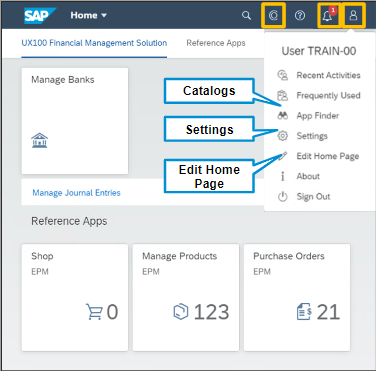 SAP Home 1
UX100 Financial Management Solution Reference Apps
User TRAIN-00
Recent Activities
Frequently Used
App Finder
Settings
Edit Home Page
About
Sign Out
Catalogs
Settings
Edit Home
Page
Manage Banks
Manage Journal Entries
Reference Apps
Shop
EPM
0
Manage Products
EPM
123
Purchase Orders
EPM
21